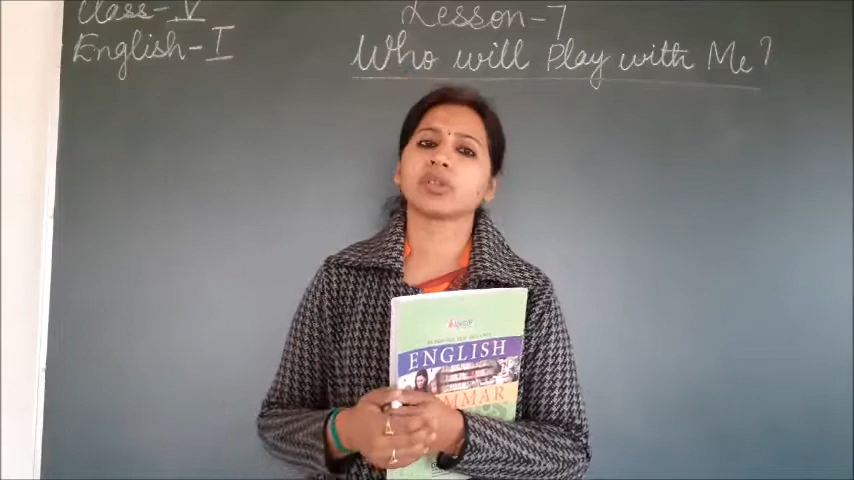 Class - V
English - I
Lesson - 7
Who will play with Me?
ENGLISH